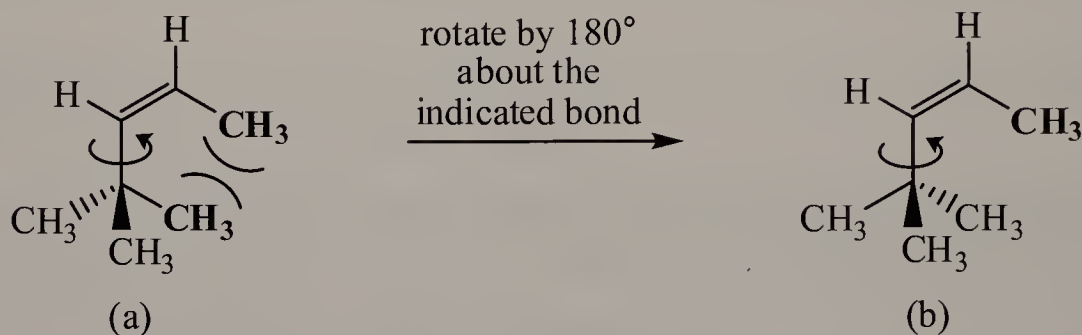 H
H
CH3
CH3
CH3
CH3
(a)
rotate by 180°
about the
indicated bond
H
H
CH3
CH3
CH3
CH3
(b)